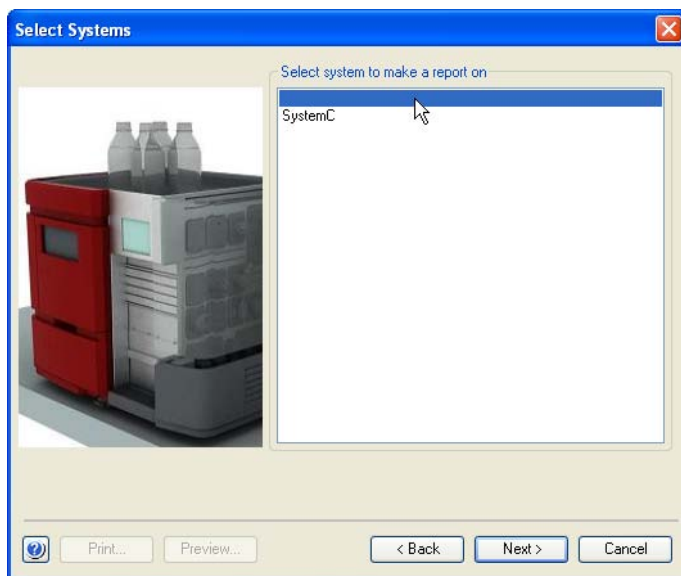 Select Systems
Select system to make a report on
SystemC
Print...
Preview...
< Back
Next >
Cancel